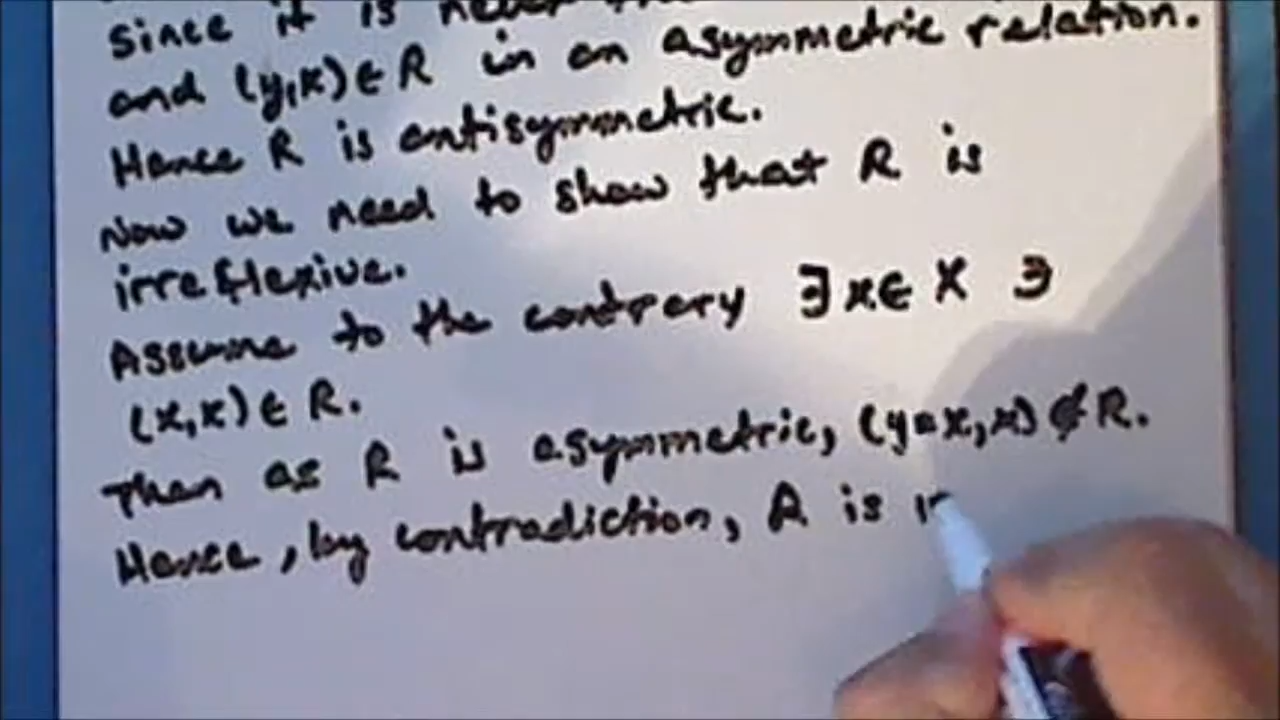 since it is never
and (y,x) ∈ R in an asymmetric relation.
Hence R is antisymmetric.
Now we need to show that R is
irreflexive.
Assume to the contrary ∃ x ∈ X ∋
(x,x) ∈ R.
Then as R is asymmetric, (y=x,x) ∉ R.
Hence, by contradiction, R is